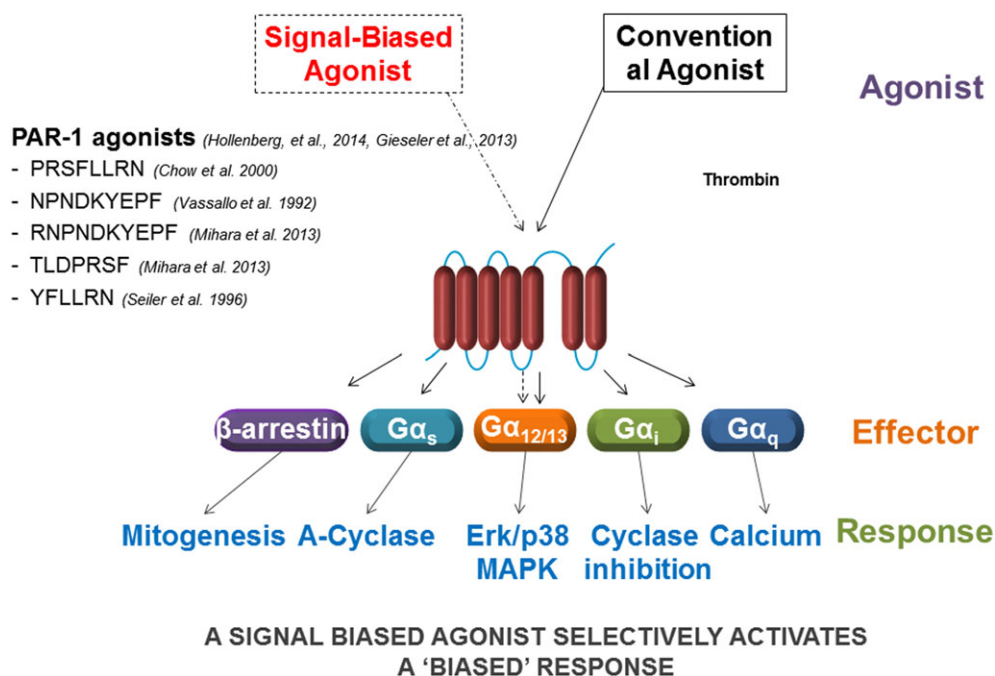 Signal-Biased
Agonist
Convention
al Agonist
Agonist
PAR-1 agonists (Hollenberg, et al., 2014, Gieseler et al., 2013)
- PRSFLLRN (Chow et al. 2000)
- NPNDKYEPF (Vassallo et al. 1992)
- RNPNDKYEPF (Mihara et al. 2013)
- TLDPRSF (Mihara et al. 2013)
- YFLLRN (Seiler et al. 1996)
Thrombin
β-arrestin
Gαs
Gα12/13
Gαi
Gαq
Effector
Mitogenesis
A-Cyclase
Erk/p38
MAPK
Cyclase
inhibition
Calcium
Response
A SIGNAL BIASED AGONIST SELECTIVELY ACTIVATES
A ‘BIASED’ RESPONSE